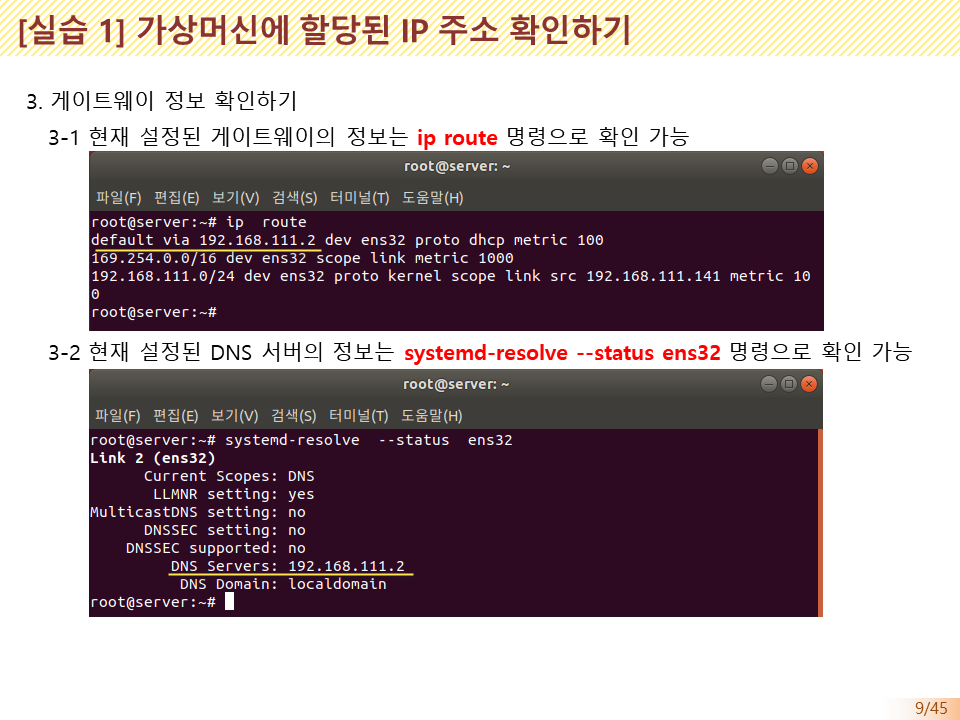 [실습 1] 가상머신에 할당된 IP 주소 확인하기
3. 게이트웨이 정보 확인하기
3-1 현재 설정된 게이트웨이의 정보는 ip route 명령으로 확인 가능
root@server: ~
파일(F) 편집(E) 보기(V) 검색(S) 터미널(T) 도움말(H)
root@server:~# ip  route
default via 192.168.111.2 dev ens32 proto dhcp metric 100
169.254.0.0/16 dev ens32 scope link metric 1000
192.168.111.0/24 dev ens32 proto kernel scope link src 192.168.111.141 metric 10
0
root@server:~#
3-2 현재 설정된 DNS 서버의 정보는 systemd-resolve --status ens32 명령으로 확인 가능
root@server: ~
파일(F) 편집(E) 보기(V) 검색(S) 터미널(T) 도움말(H)
root@server:~# systemd-resolve  --status  ens32
Link 2 (ens32)
Current Scopes: DNS
LLMNR setting: yes
MulticastDNS setting: no
DNSSEC setting: no
DNSSEC supported: no
DNS Servers: 192.168.111.2
DNS Domain: localdomain
root@server:~#
9/45